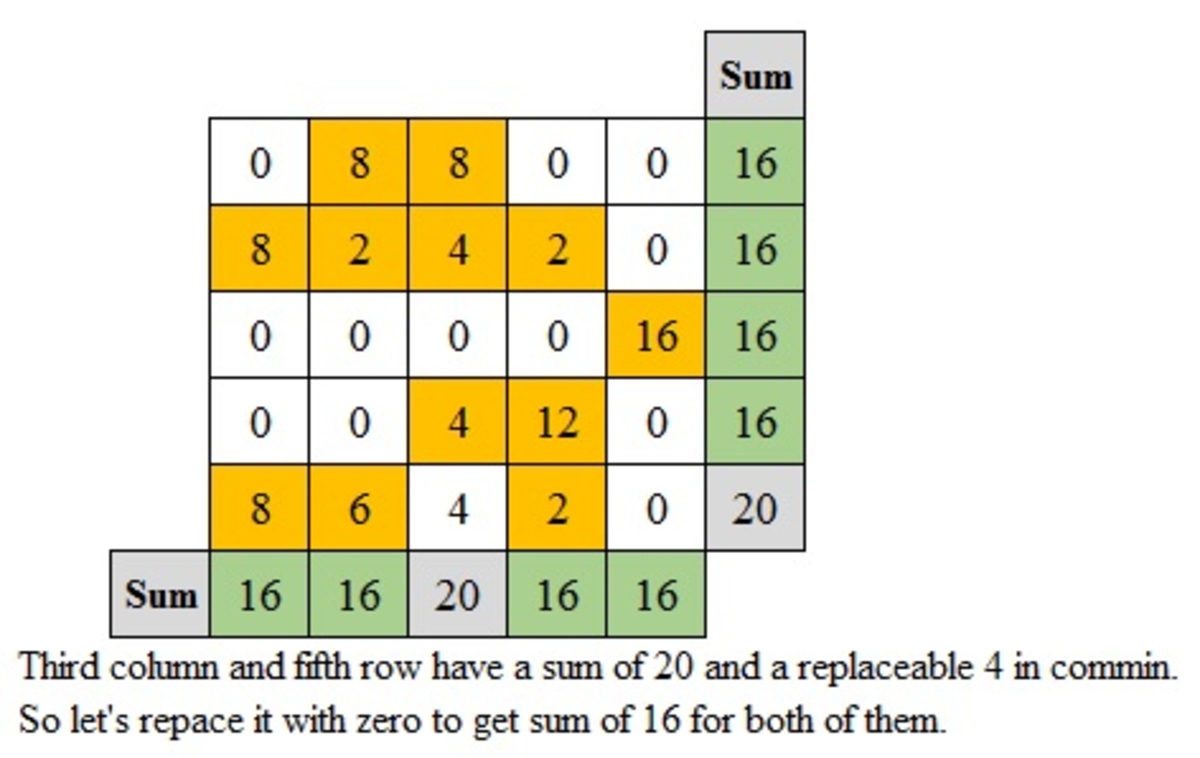 Sum
0 8 8 0 0 16
8 2 4 2 0 16
0 0 0 0 16 16
0 0 4 12 0 16
8 6 4 2 0 20
Sum 16 16 20 16 16
Third column and fifth row have a sum of 20 and a replaceable 4 in commin.
So let's repace it with zero to get sum of 16 for both of them.